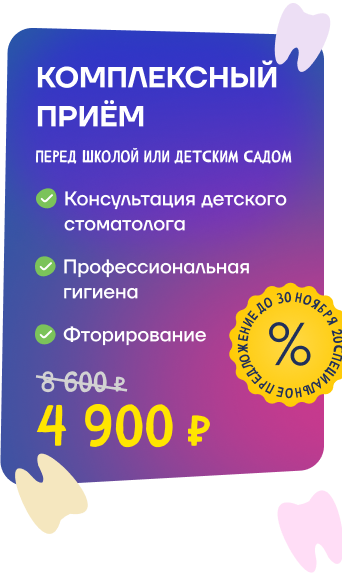 КОМПЛЕКСНЫЙ
ПРИЁМ
ПЕРЕД ШКОЛОЙ ИЛИ ДЕТСКИМ САДОМ
Консультация детского
стоматолога
Профессиональная
гигиена
Фторирование
8 600 ₽
4 900 ₽
СПЕЦИАЛЬНОЕ ПРЕДЛОЖЕНИЕ ДО 30 НОЯБРЯ
%